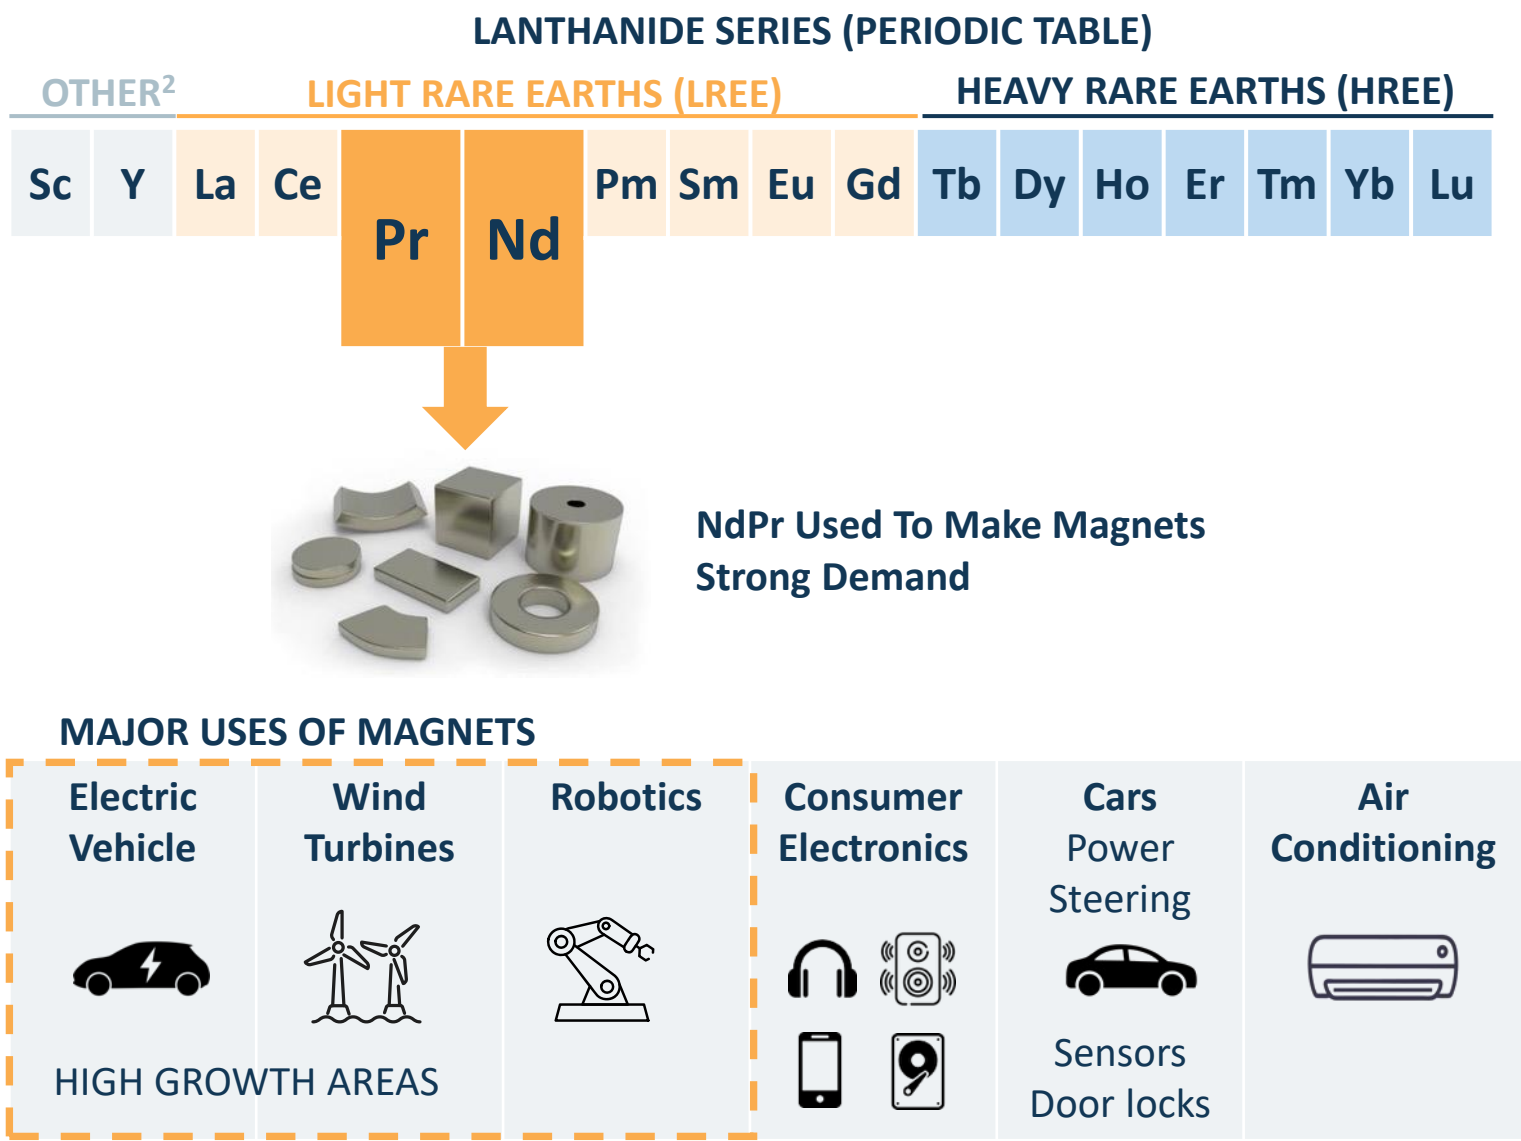 LANTHANIDE SERIES (PERIODIC TABLE)
OTHER² LIGHT RARE EARTHS (LREE) HEAVY RARE EARTHS (HREE)
Sc Y La Ce Pr Nd Pm Sm Eu Gd Tb Dy Ho Er Tm Yb Lu
NdPr Used To Make Magnets
Strong Demand
MAJOR USES OF MAGNETS
Electric
Vehicle
Wind
Turbines
Robotics
HIGH GROWTH AREAS
Consumer
Electronics
Cars
Power
Steering
Sensors
Door locks
Air
Conditioning